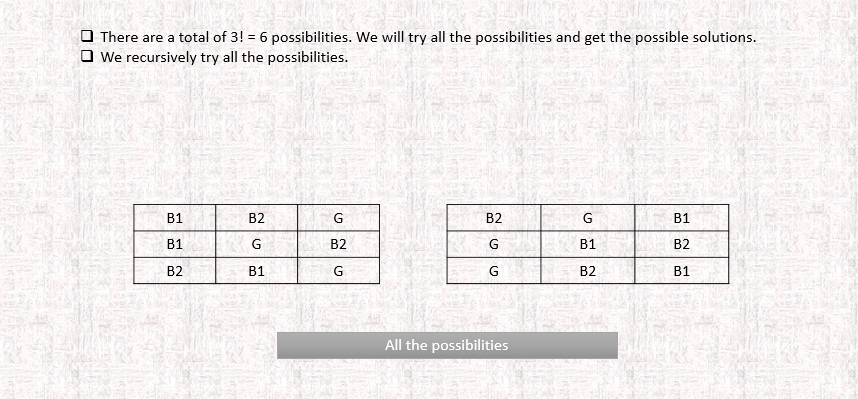 There are a total of 3! = 6 possibilities. We will try all the possibilities and get the possible solutions.
We recursively try all the possibilities.
B1 B2 G
B1 G B2
B2 B1 G
B2 G B1
G B1 B2
G B2 B1
All the possibilities